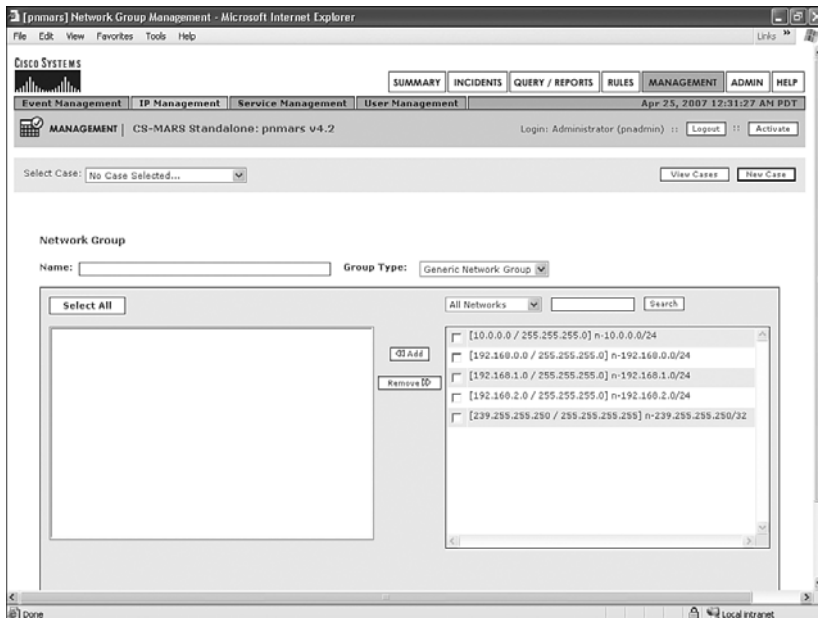 [pnmars] Network Group Management - Microsoft Internet Explorer
File Edit View Favorites Tools Help Links »
CISCO SYSTEMS
SUMMARY INCIDENTS QUERY / REPORTS RULES MANAGEMENT ADMIN HELP
Event Management IP Management Service Management User Management Apr 25, 2007 12:31:27 AM PDT
MANAGEMENT | CS-MARS Standalone: pnmars v4.2 Login: Administrator (pnadmin) :: Logout :: Activate
Select Case: No Case Selected... View Cases New Case
Network Group
Name: Group Type: Generic Network Group
Select All All Networks Search
[10.0.0.0 / 255.255.255.0] n-10.0.0.0/24
Add [192.168.0.0 / 255.255.255.0] n-192.168.0.0/24
Remove [192.168.1.0 / 255.255.255.0] n-192.168.1.0/24
[192.168.2.0 / 255.255.255.0] n-192.168.2.0/24
[239.255.255.250 / 255.255.255.255] n-239.255.255.250/32
Done Local intranet